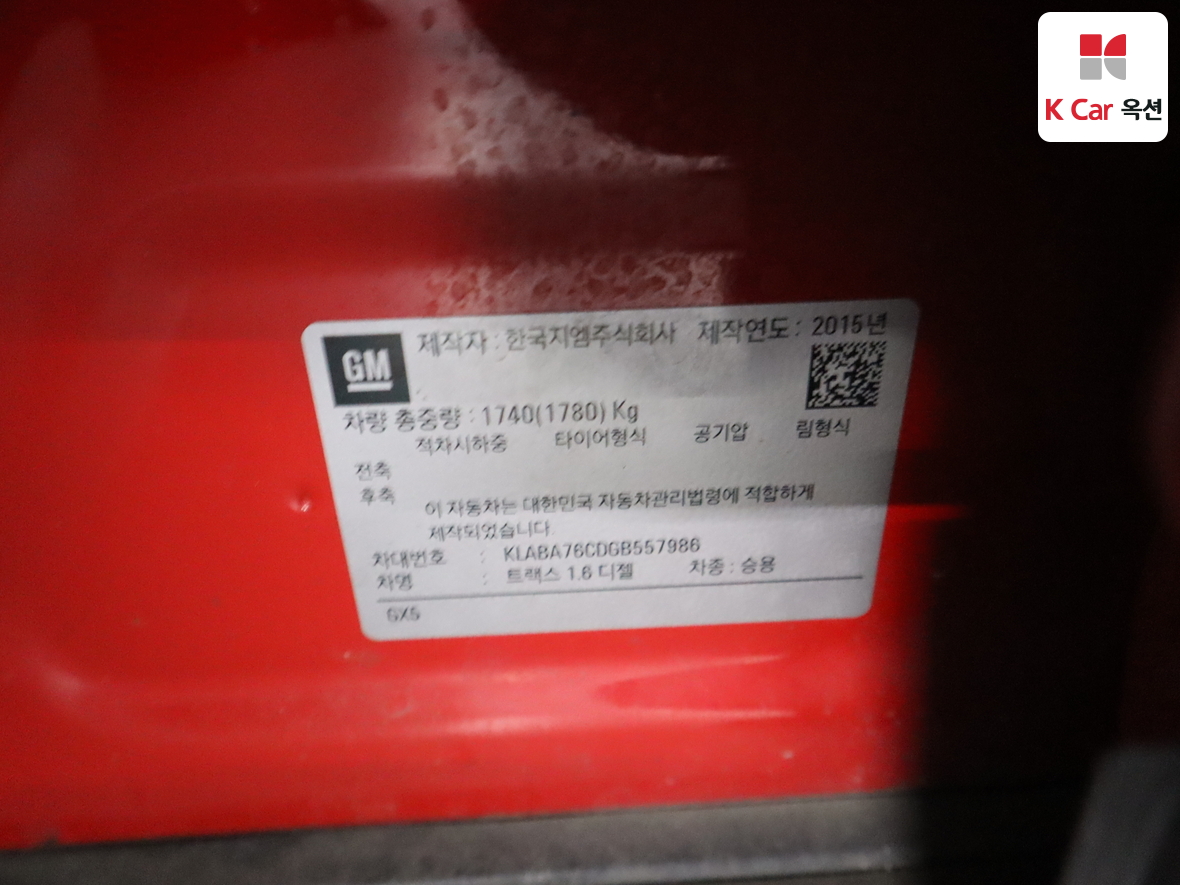 K Car 옥션
GM
제작자 : 한국지엠주식회사 제작연도 : 2015년
차량 총중량 : 1740(1780) Kg
적차시하중 타이어형식 공기압 림형식
전축
후축
이 자동차는 대한민국 자동차관리법령에 적합하게
제작되었습니다.
차대번호 : KLABA76CDGB557986
차명 : 트랙스 1.6 디젤 차종 : 승용
GX5